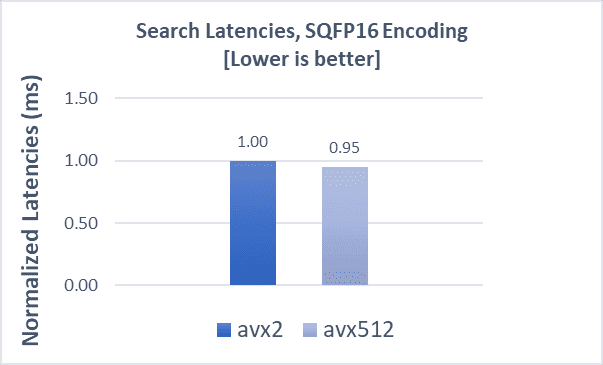 Search Latencies, SQFP16 Encoding
[Lower is better]
Normalized Latencies (ms)
1.50
1.00
0.50
0.00
1.00
0.95
avx2
avx512